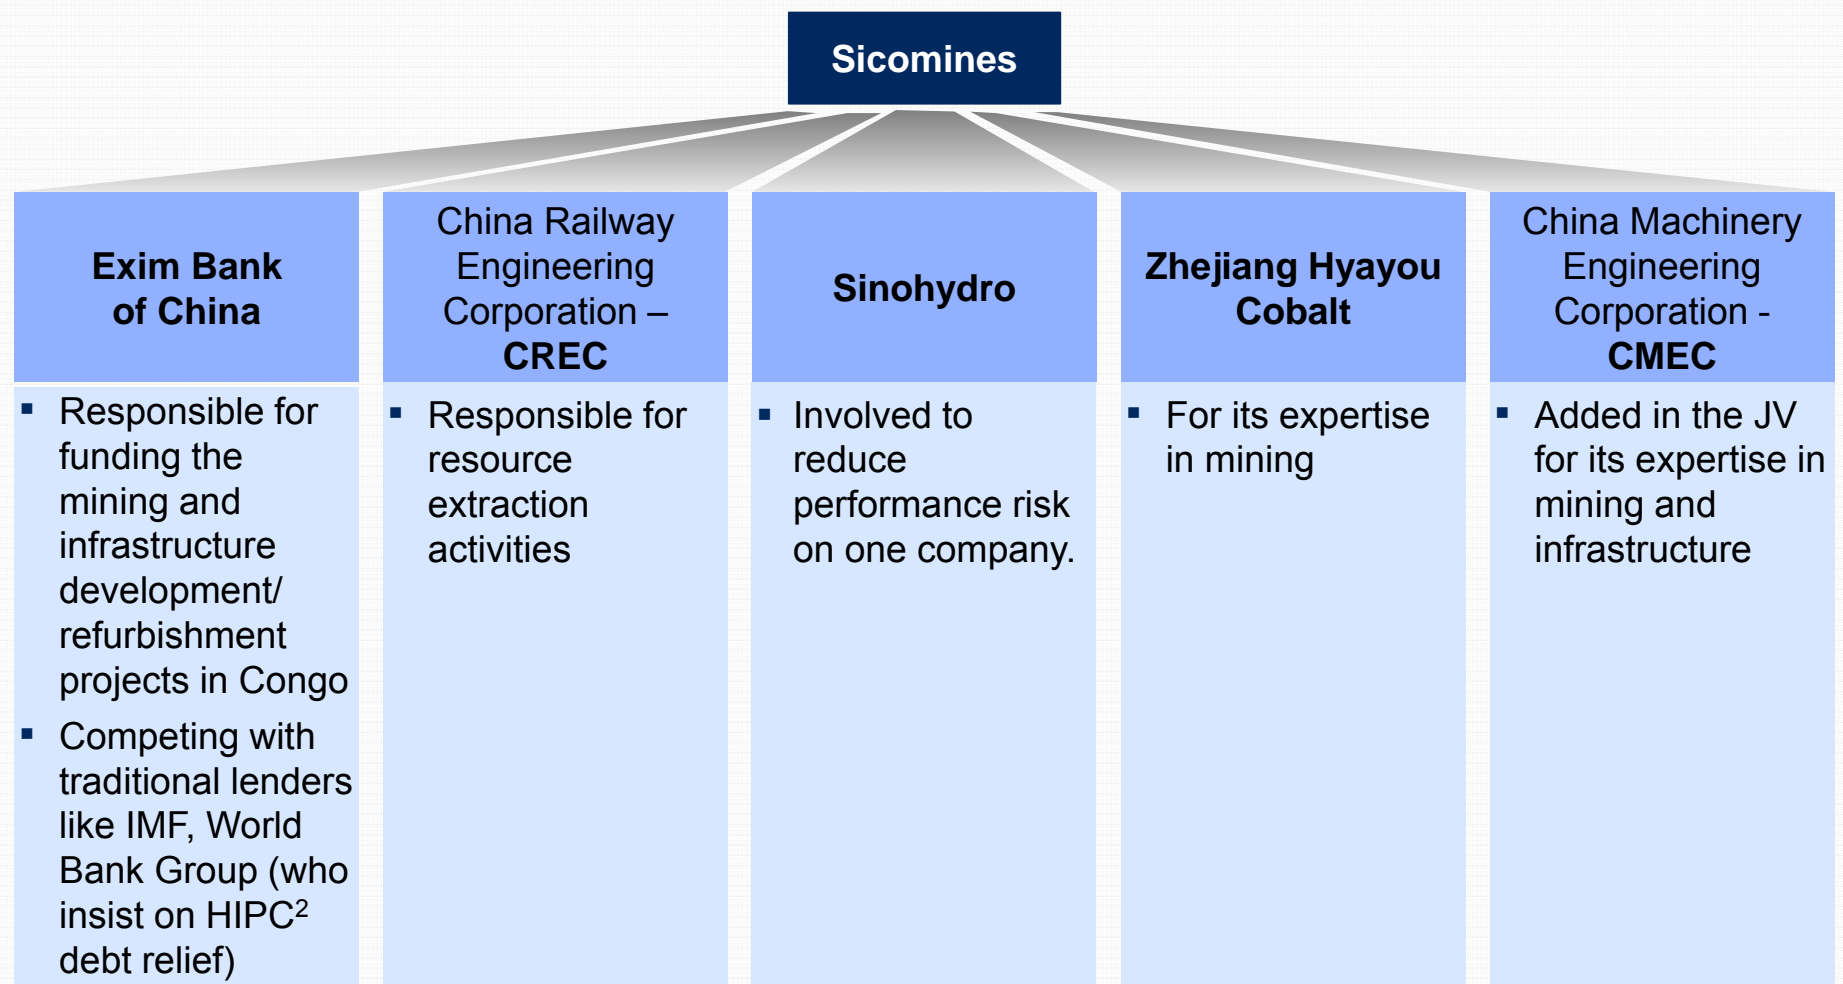 Sicomines
Exim Bank
of China
▪ Responsible for
funding the
mining and
infrastructure
development/
refurbishment
projects in Congo
▪ Competing with
traditional lenders
like IMF, World
Bank Group (who
insist on HIPC²
debt relief)
China Railway
Engineering
Corporation –
CREC
▪ Responsible for
resource
extraction
activities
Sinohydro
▪ Involved to
reduce
performance risk
on one company.
Zhejiang Hyayou
Cobalt
▪ For its expertise
in mining
China Machinery
Engineering
Corporation -
CMEC
▪ Added in the JV
for its expertise in
mining and
infrastructure